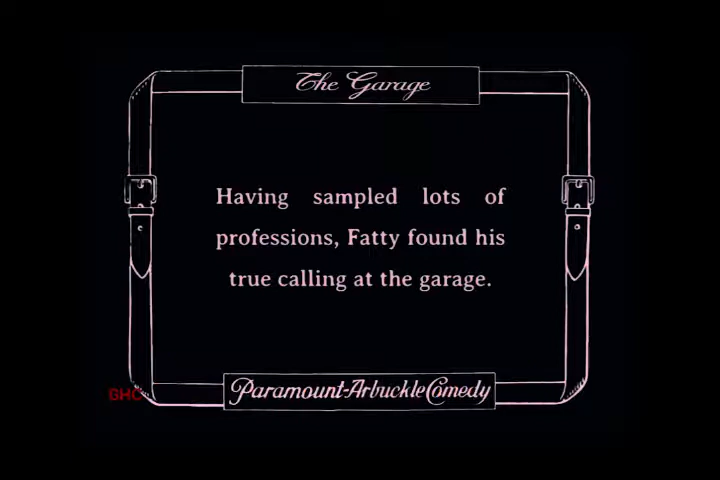 The Garage
Having sampled lots of
professions, Fatty found his
true calling at the garage.
GHC
Paramount-Arbuckle Comedy